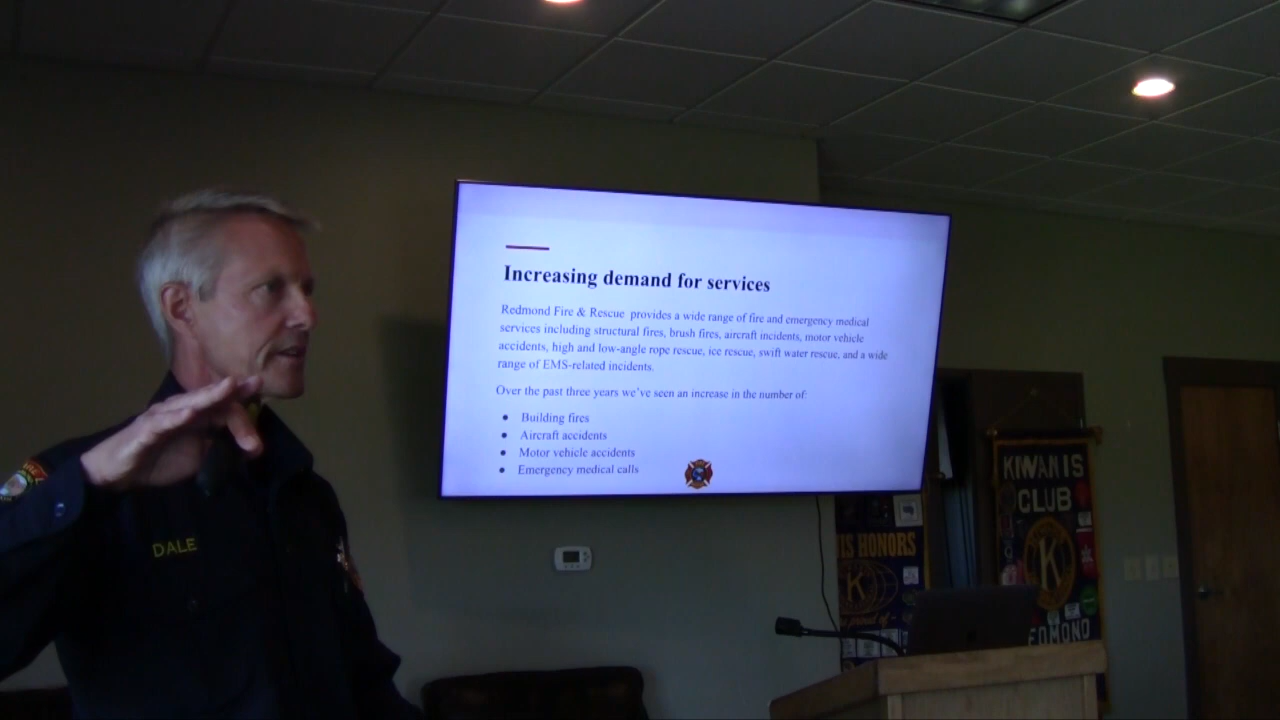 Increasing demand for services
Redmond Fire & Rescue provides a wide range of fire and emergency medical
services including structural fires, brush fires, aircraft incidents, motor vehicle
accidents, high and low-angle rope rescue, ice rescue, swift water rescue, and a wide
range of EMS-related incidents.
Over the past three years we've seen an increase in the number of:
● Building fires
● Aircraft accidents
● Motor vehicle accidents
● Emergency medical calls
DALE
KIWANIS
CLUB
K
EDMOND
IS HONORS
K